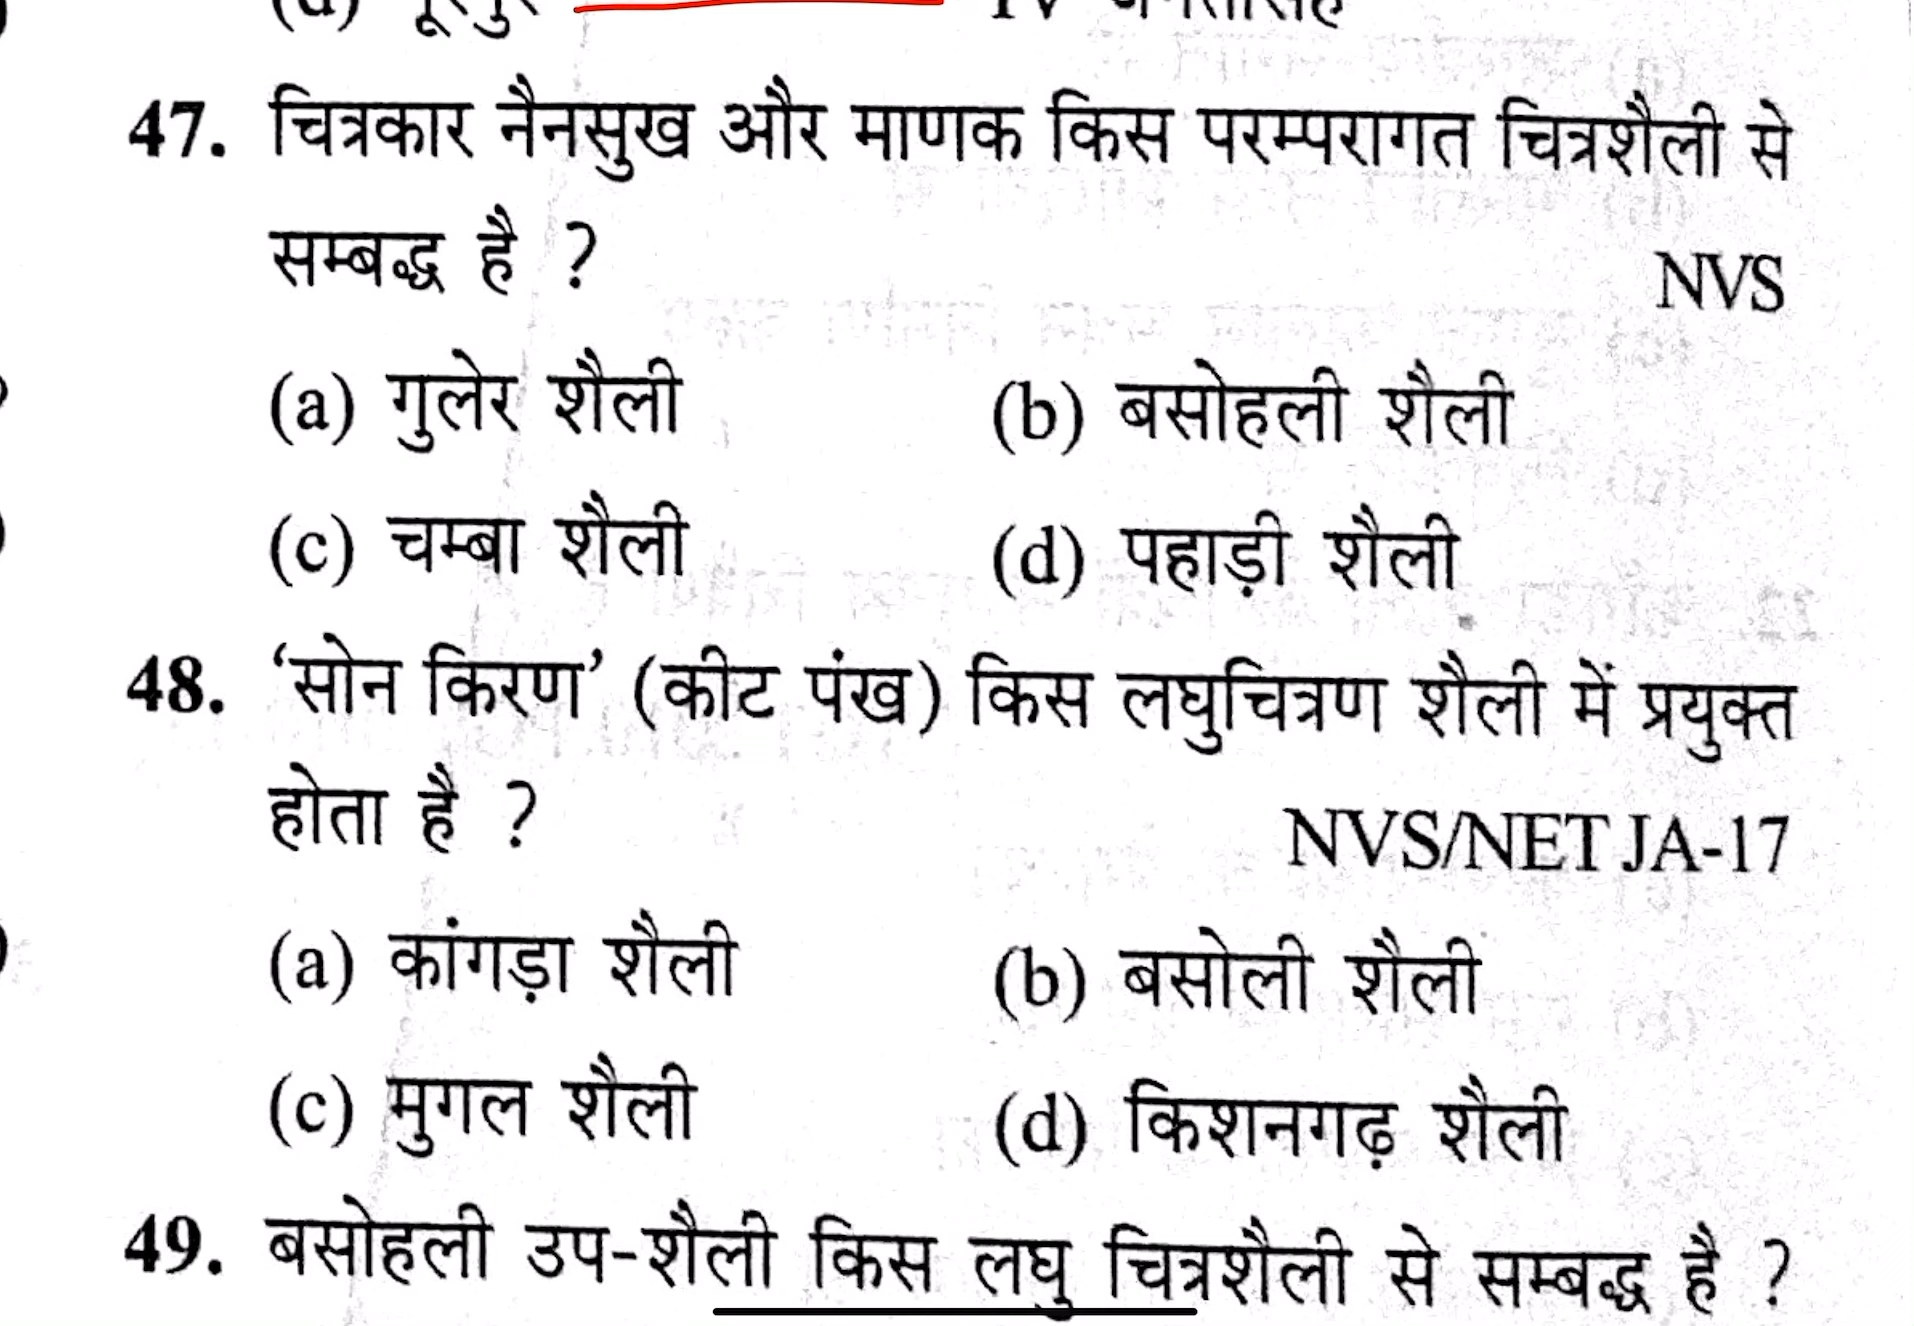 47. चित्रकार नैनसुख और माणक किस परम्परागत चित्रशैली से
सम्बद्ध है ? NVS
(a) गुलेर शैली (b) बसोहली शैली
(c) चम्बा शैली (d) पहाड़ी शैली
48. ‘सोन किरण’ (कीट पंख) किस लघुचित्रण शैली में प्रयुक्त
होता है ? NVS/NET JA-17
(a) कांगड़ा शैली (b) बसोली शैली
(c) मुगल शैली (d) किशनगढ़ शैली
49. बसोहली उप-शैली किस लघु चित्रशैली से सम्बद्ध है ?